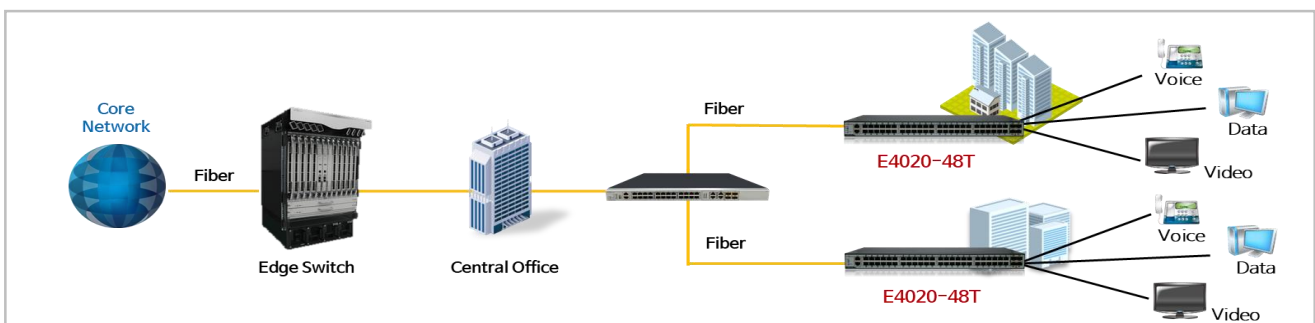 Core
Network
Fiber
Edge Switch
Central Office
Fiber
E4020-48T
Voice
Data
Video
Fiber
E4020-48T
Voice
Data
Video